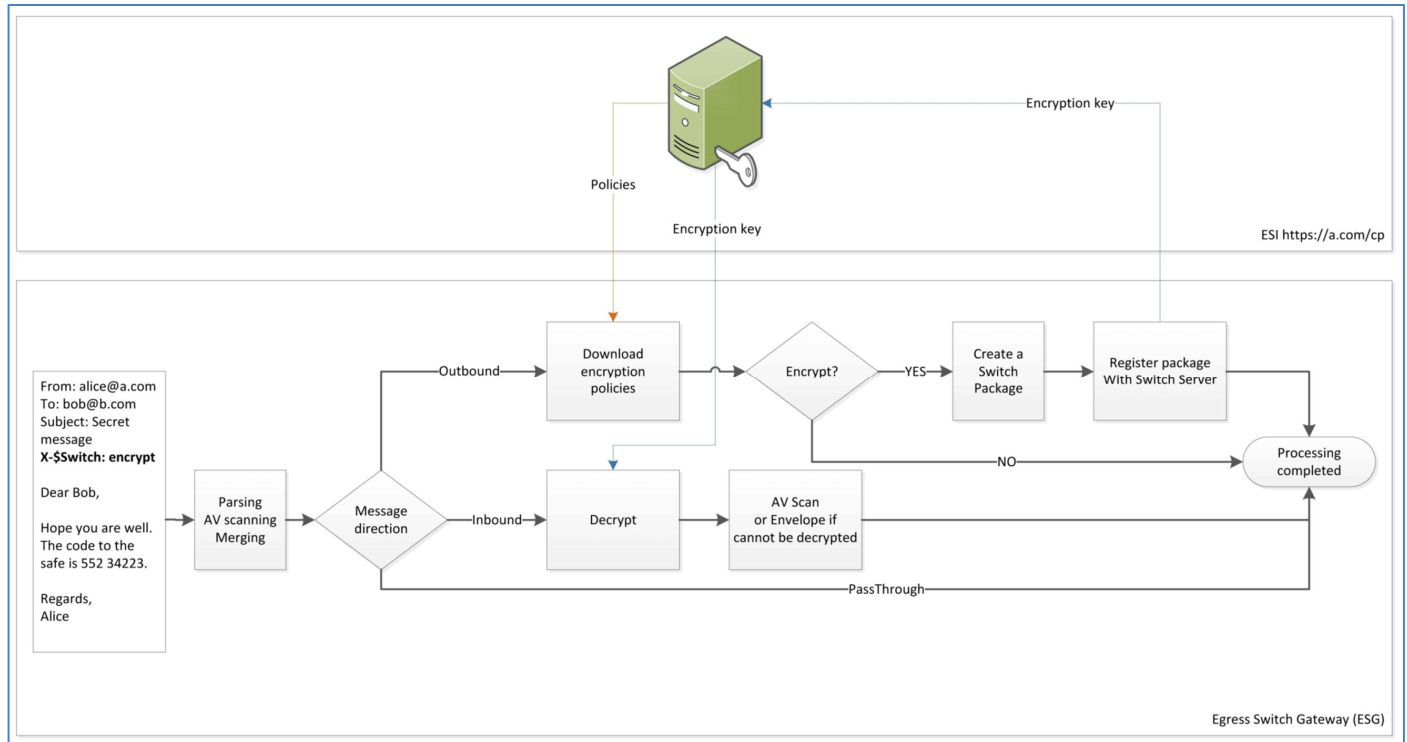 Encryption key
Policies
Encryption key
ESI https://a.com/cp
From: alice@a.com
To: bob@b.com
Subject: Secret
message
X-$Switch: encrypt
Dear Bob,
Hope you are well.
The code to the
safe is 552 34223.
Regards,
Alice
Parsing
AV scanning
Merging
Message
direction
Outbound
Download
encryption
policies
Encrypt?
YES
Create a
Switch
Package
Register package
With Switch Server
NO
Processing
completed
Inbound
Decrypt
AV Scan
or Envelope if
cannot be decrypted
PassThrough
Egress Switch Gateway (ESG)